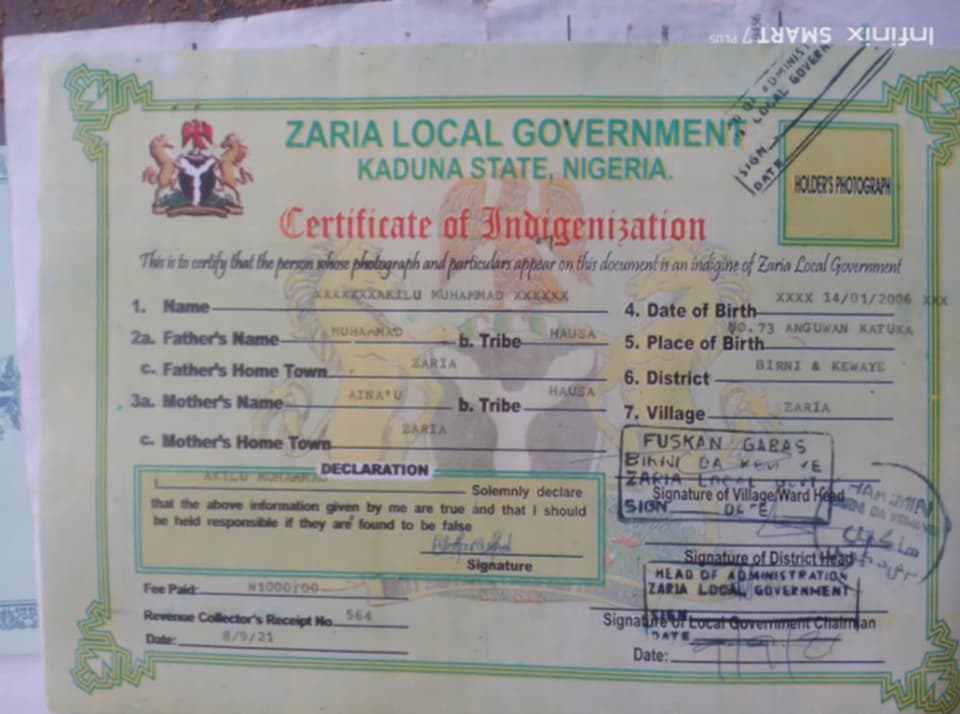 Infinix SMART 7 PLUS
LOCAL GOVERNM
SIGN
DATE
ZARIA LOCAL GOVERNMENT
KADUNA STATE, NIGERIA.
HOLDER'S PHOTOGRAPH
Certificate of Indigenization
This is to certify that the person whose photograph and particulars appear on this document is an indigine of Zaria Local Government
1. Name XXXXXXXAKILU MUHAMMAD XXXXXX
4. Date of Birth XXXX 14/01/2006 XXX
2a. Father's Name MUHAMMAD b. Tribe HAUSA
5. Place of Birth NO.73 ANGUWAN KATUKA
c. Father's Home Town ZARIA
6. District BIRNI & KEWAYE
3a. Mother's Name AINA'U b. Tribe HAUSA
7. Village ZARIA
c. Mother's Home Town ZARIA
FUSKAN GABAS
BIRNI DA
ZARIA LOCAL GOVT
Signature of Village/Ward Head
SIGN DATE
DECLARATION
AKILU MUHAMMAD Solemnly declare
that the above information given by me are true and that I should
be held responsible if they are found to be false
Signature
Signature of District Head
HEAD OF ADMINISTRATION
ZARIA LOCAL GOVERNMENT
SIGN
Signature of Local Government Chairman
DATE
Date:
Fee Paid: N1000;00
Revenue Collector's Receipt No. 564
Date: 8/9/21